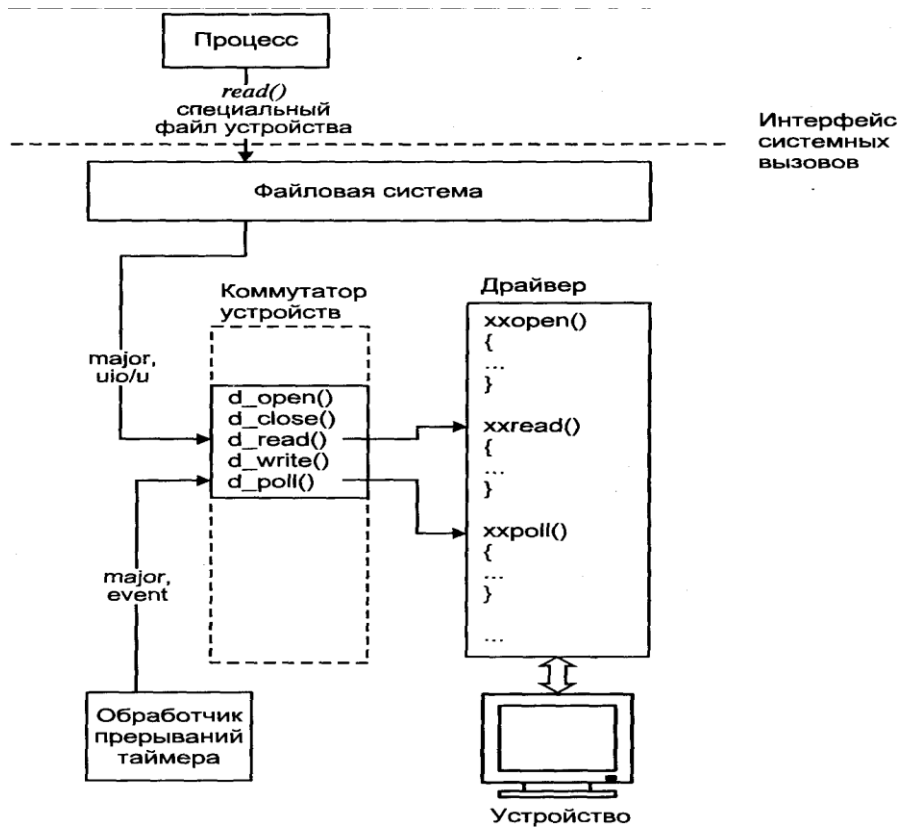 Процесс
read()
специальный
файл устройства
Интерфейс
системных
вызовов
Файловая система
Коммутатор
устройств
Драйвер
major,
uio/u
d_open()
d_close()
d_read()
d_write()
d_poll()
xxopen()
{
...
}
xxread()
{
...
}
xxpoll()
{
...
}
...
major,
event
Обработчик
прерываний
таймера
Устройство